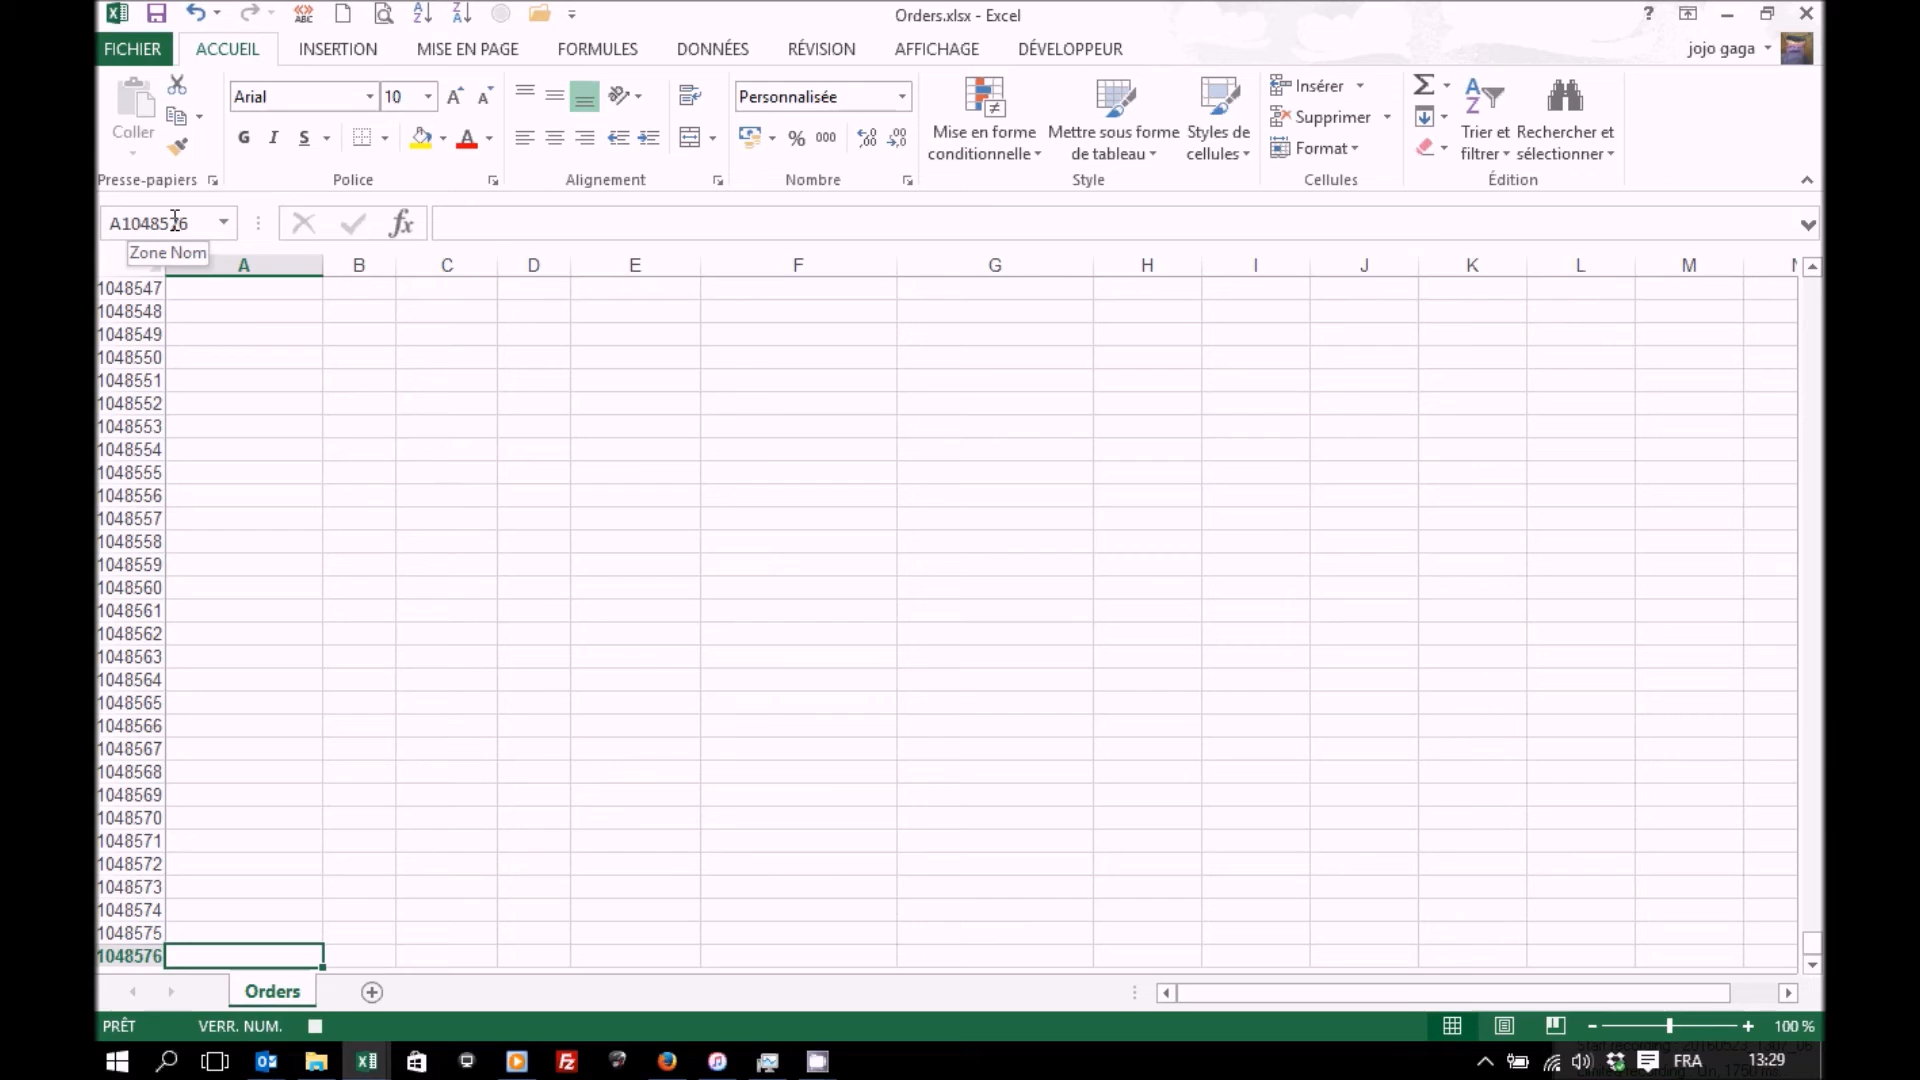 Orders.xlsx - Excel
?
FICHIER ACCUEIL INSERTION MISE EN PAGE FORMULES DONNÉES RÉVISION AFFICHAGE DÉVELOPPEUR jojo gaga
Coller
Arial 10
G I S
Personnalisée
% 000
Mise en forme conditionnelle
Mettre sous forme de tableau
Styles de cellules
Insérer
Supprimer
Format
Trier et filtrer
Rechercher et sélectionner
Presse-papiers Police Alignement Nombre Style Cellules Édition
A1048576
fx
Zone Nom
A B C D E F G H I J K L M
1048547
1048548
1048549
1048550
1048551
1048552
1048553
1048554
1048555
1048556
1048557
1048558
1048559
1048560
1048561
1048562
1048563
1048564
1048565
1048566
1048567
1048568
1048569
1048570
1048571
1048572
1048573
1048574
1048575
1048576
Orders
PRÊT VERR. NUM. 100 %
FRA 13:29